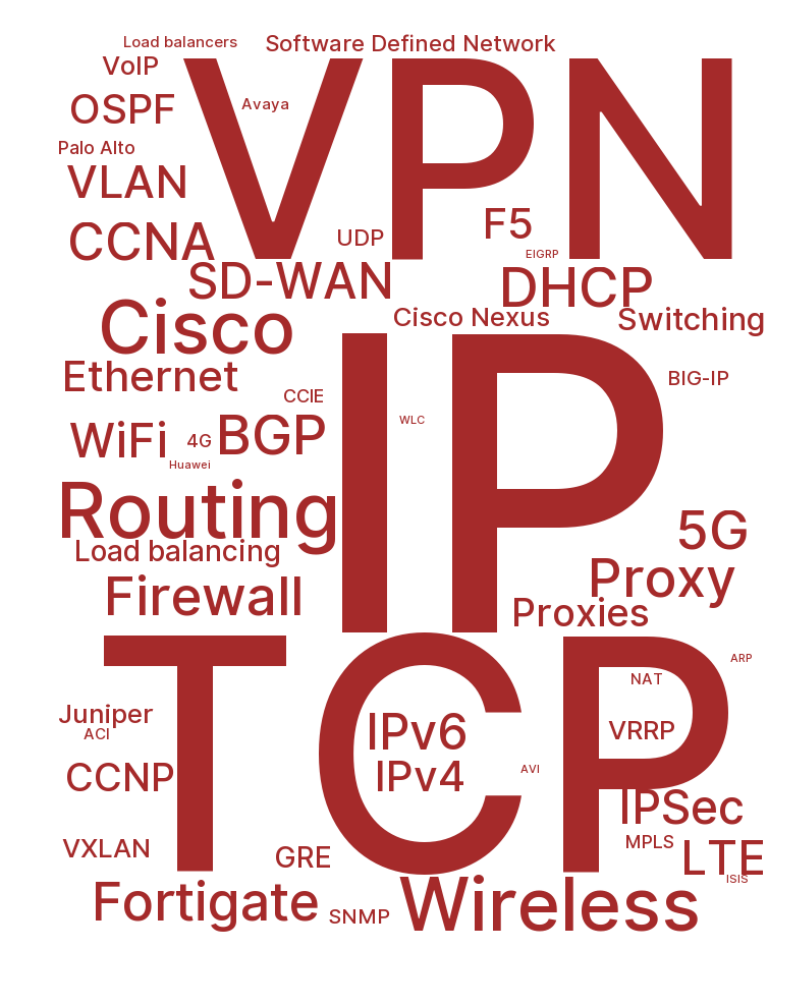 Load balancers
Software Defined Network
VoIP
VPN
OSPF
Avaya
Palo Alto
VLAN
CCNA
UDP
F5
EIGRP
SD-WAN
DHCP
Cisco
Cisco Nexus
Switching
Ethernet
IP
BIG-IP
CCIE
WLC
WiFi
4G
BGP
Huawei
Routing
5G
Load balancing
Proxy
Firewall
Proxies
TCP
ARP
NAT
Juniper
IPv6
VRRP
ACI
IPv4
AVI
CCNP
IPSec
VXLAN
GRE
MPLS
LTE
ISIS
Fortigate
SNMP
Wireless